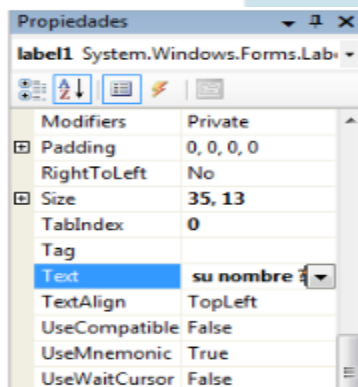 Propiedades
label1 System.Windows.Forms.Lab
Modifiers Private
Padding 0, 0, 0, 0
RightToLeft No
Size 35, 13
TabIndex 0
Tag
Text su nombre ?
TextAlign TopLeft
UseCompatible False
UseMnemonic True
UseWaitCursor False